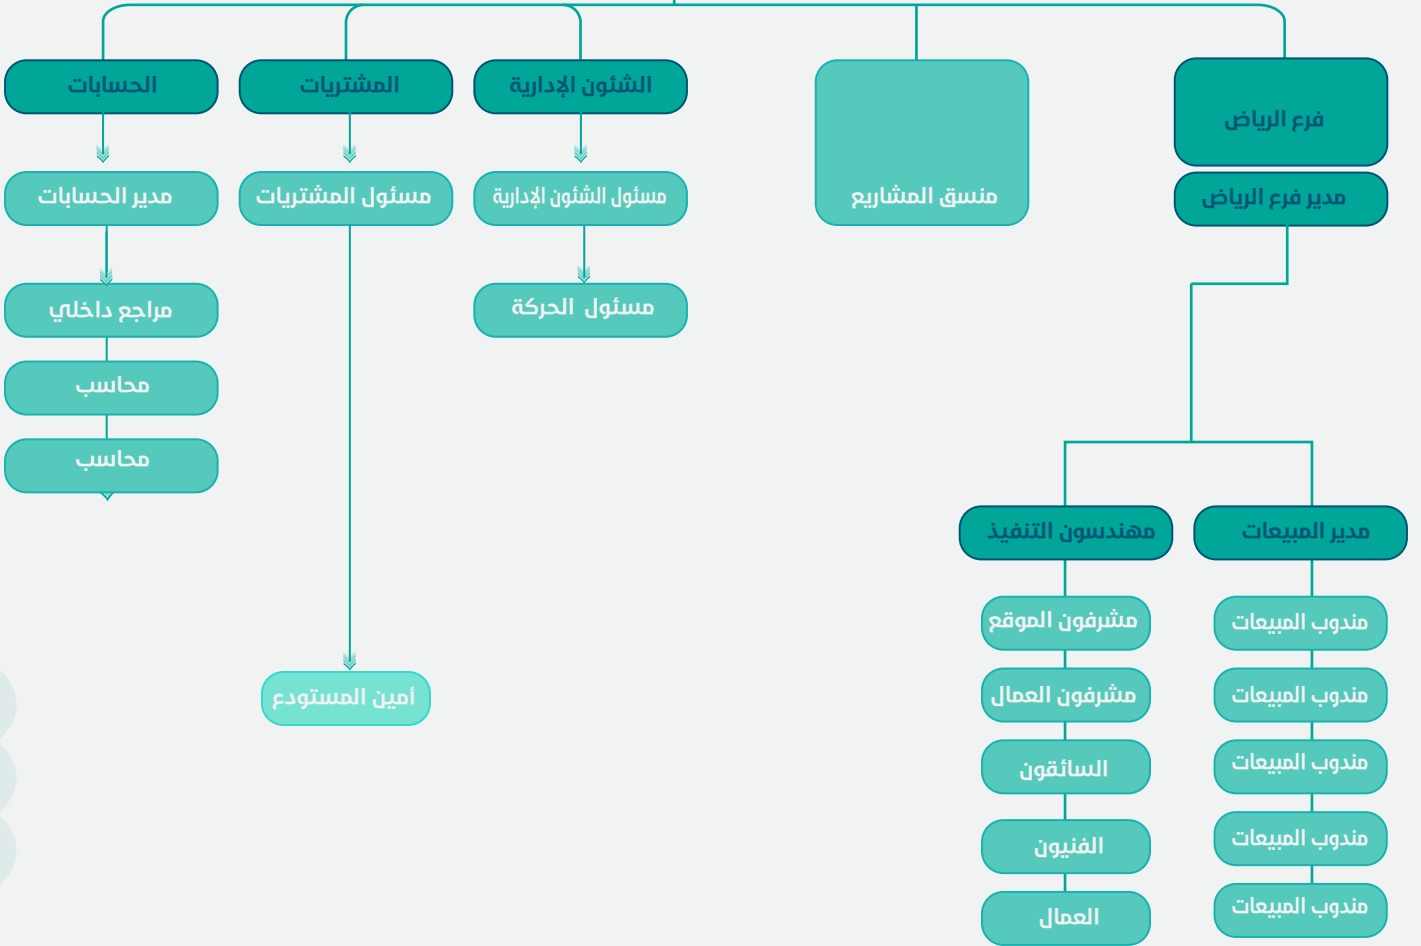 فرع الرياض
مدير فرع الرياض
منسق المشاريع
الشئون الإدارية
مسئول الشئون الإدارية
مسئول الحركة
المشتريات
مسئول المشتريات
أمين المستودع
الحسابات
مدير الحسابات
مراجع داخلي
محاسب
محاسب
مدير المبيعات
مندوب المبيعات
مندوب المبيعات
مندوب المبيعات
مندوب المبيعات
مندوب المبيعات
مهندسون التنفيذ
مشرفون الموقع
مشرفون العمال
السائقون
الفنيون
العمال